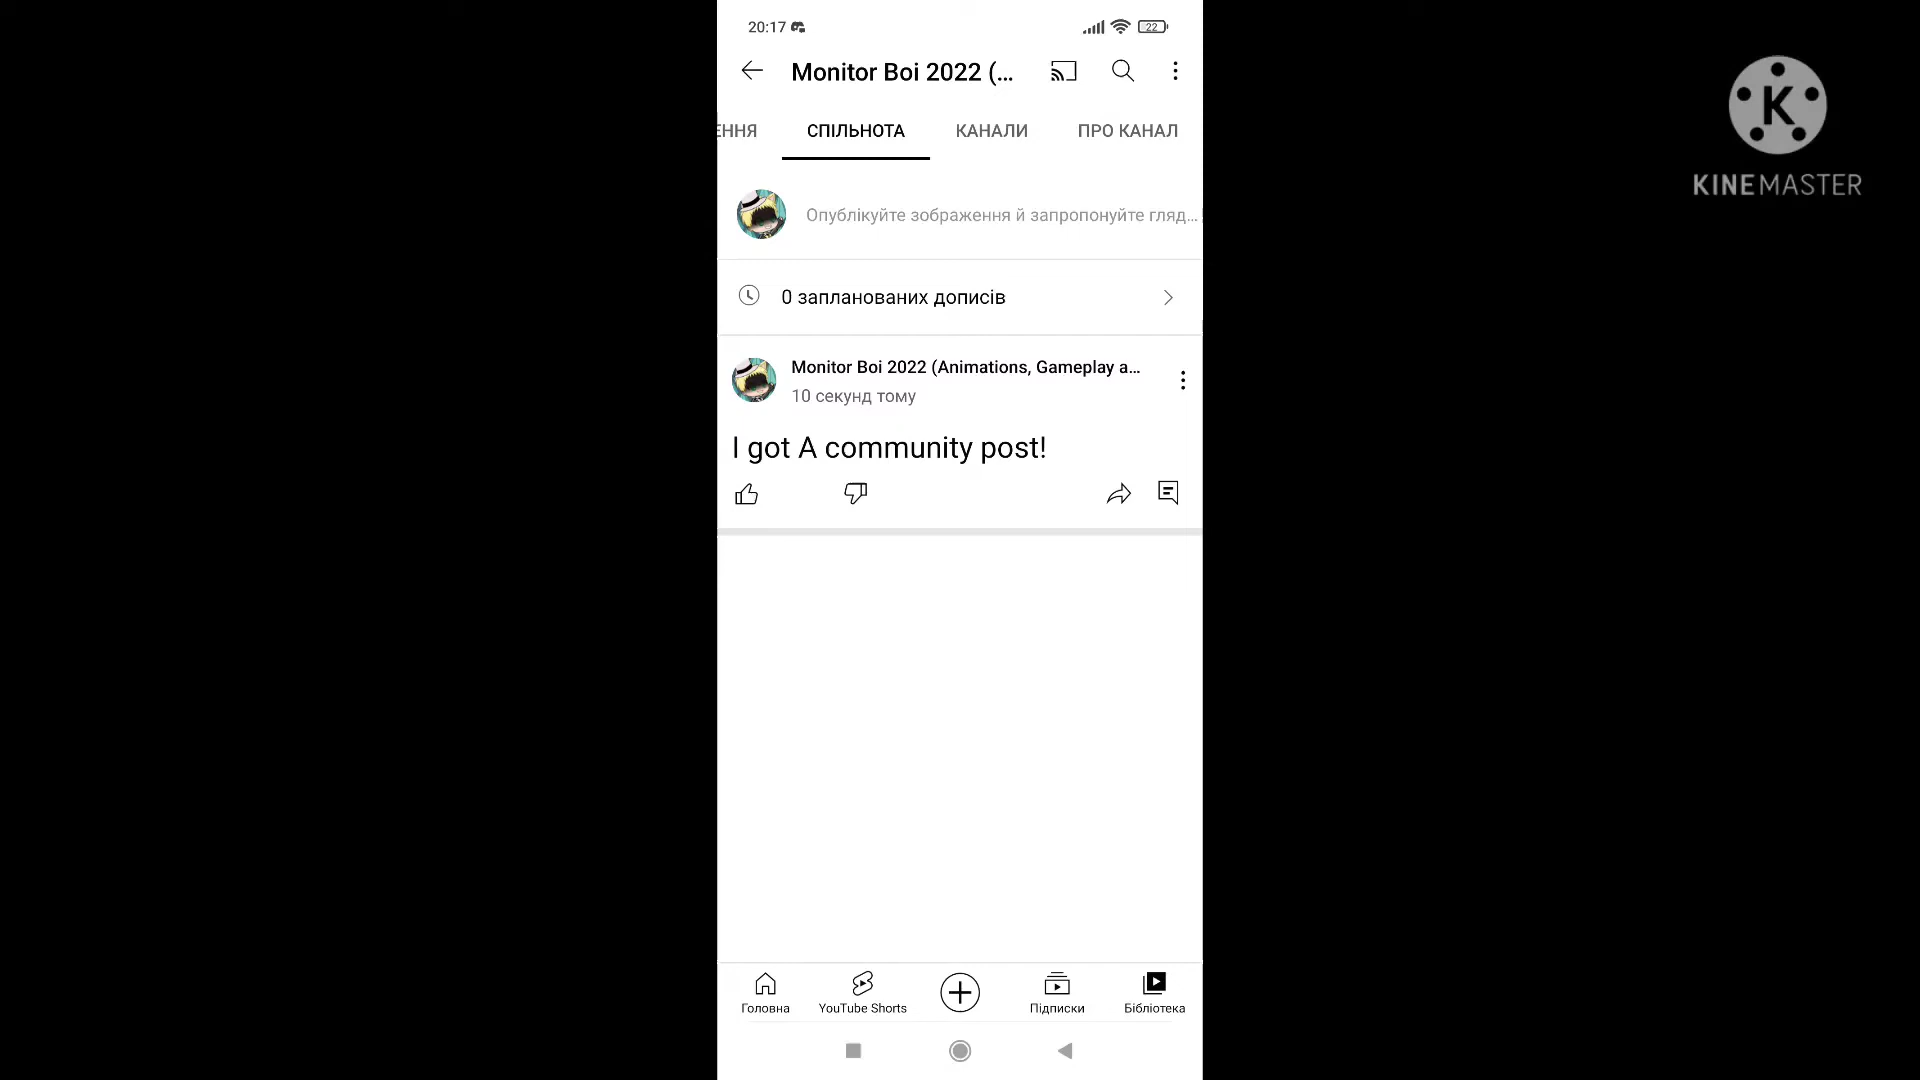 20:17
22
Monitor Boi 2022 (...
ЕННЯ СПІЛЬНОТА КАНАЛИ ПРО КАНАЛ
K
KINEMASTER
Опублікуйте зображення й запропонуйте гляд...
0 запланованих дописів
Monitor Boi 2022 (Animations, Gameplay a...
10 секунд тому
I got A community post!
Головна YouTube Shorts Підписки Бібліотека